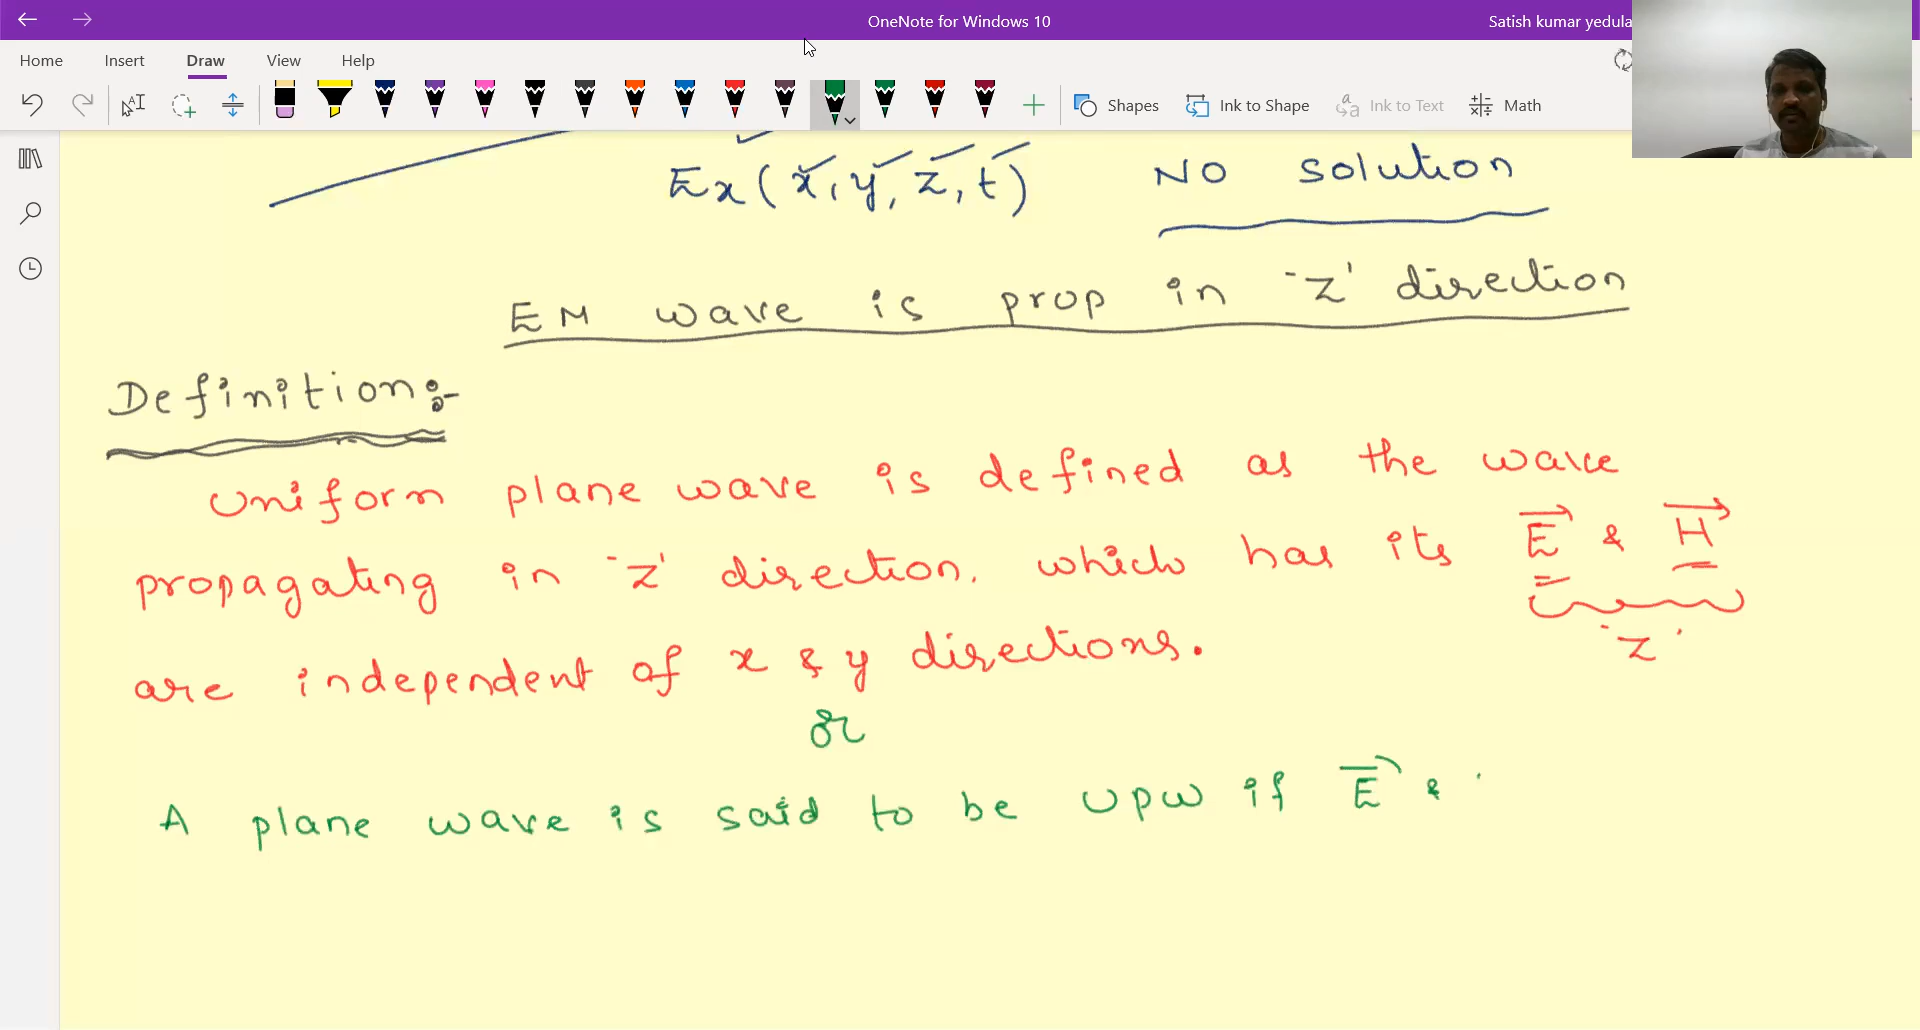 OneNote for Windows 10
Satish kumar yedula
Home Insert Draw View Help
Shapes Ink to Shape Ink to Text Math
Ex(x, y, z, t) NO solution
EM wave is prop in 'z' direction
Definition:-
Uniform plane wave is defined as the wave
propagating in 'z' direction, which has its E & H
'z'
are independent of x & y directions.
or
A plane wave is said to be UPW if E &